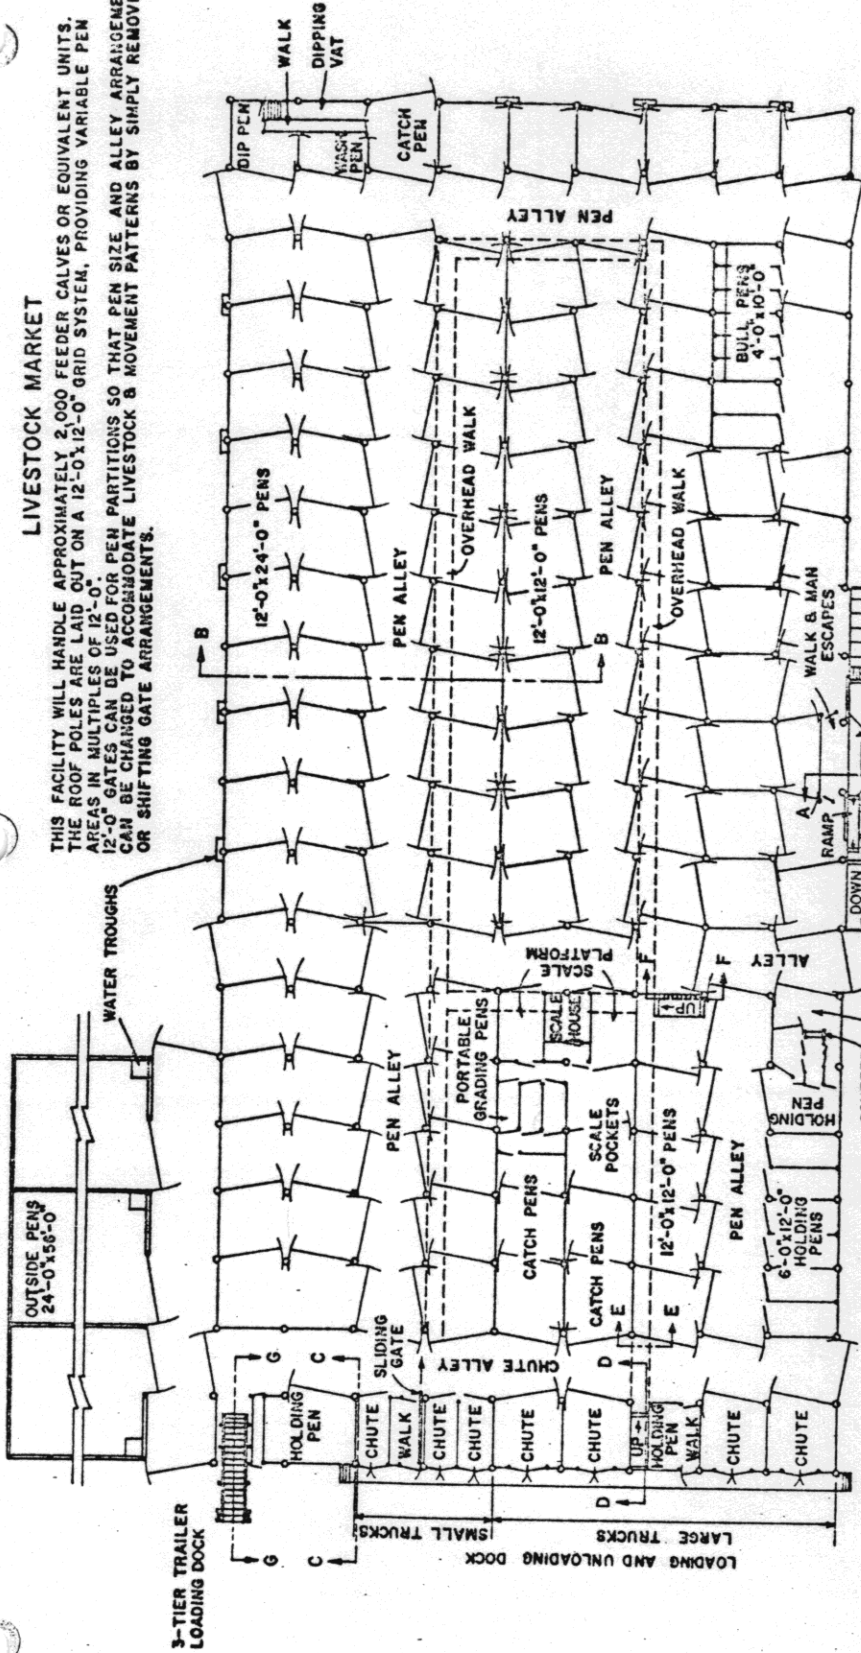 LIVESTOCK MARKET
THIS FACILITY WILL HANDLE APPROXIMATELY 2,000 FEEDER CALVES OR EQUIVALENT UNITS.
THE ROOF POLES ARE LAID OUT ON A 12'-0"x12'-0" GRID SYSTEM, PROVIDING VARIABLE PEN
AREAS IN MULTIPLES OF 12'-0".
12'-0" GATES CAN BE USED FOR PEN PARTITIONS SO THAT PEN SIZE AND ALLEY ARRANGEME
CAN BE CHANGED TO ACCOMMODATE LIVESTOCK & MOVEMENT PATTERNS BY SIMPLY REMOVI
OR SHIFTING GATE ARRANGEMENTS.
WATER TROUGHS
WALK
DIPPING
VAT
DIP PEN
WASH
PEN
CATCH
PEN
OUTSIDE PENS
24'-0"x56'-0"
12'-0"x24'-0" PENS
B
B
PEN ALLEY
PEN ALLEY
PEN ALLEY
OVERHEAD WALK
12'-0"x12'-0" PENS
PEN ALLEY
OVERHEAD WALK
BULL PENS
4'-0"x10'-0"
WALK & MAN
ESCAPES
A
RAMP
DOWN
ALLEY
F
F
UP
SCALE
PLATFORM
SCALE
HOUSE
PORTABLE
GRADING PENS
SCALE
POCKETS
CATCH PENS
CATCH PENS
12'-0"x12'-0" PENS
PEN ALLEY
HOLDING
PEN
6'-0"x12'-0"
HOLDING
PENS
E
E
SLIDING
GATE
CHUTE ALLEY
3-TIER TRAILER
LOADING DOCK
G
G
C
C
HOLDING
PEN
CHUTE
WALK
CHUTE
CHUTE
CHUTE
CHUTE
UP
HOLDING
PEN
WALK
CHUTE
CHUTE
D
D
SMALL TRUCKS
LARGE TRUCKS
LOADING AND UNLOADING DOCK